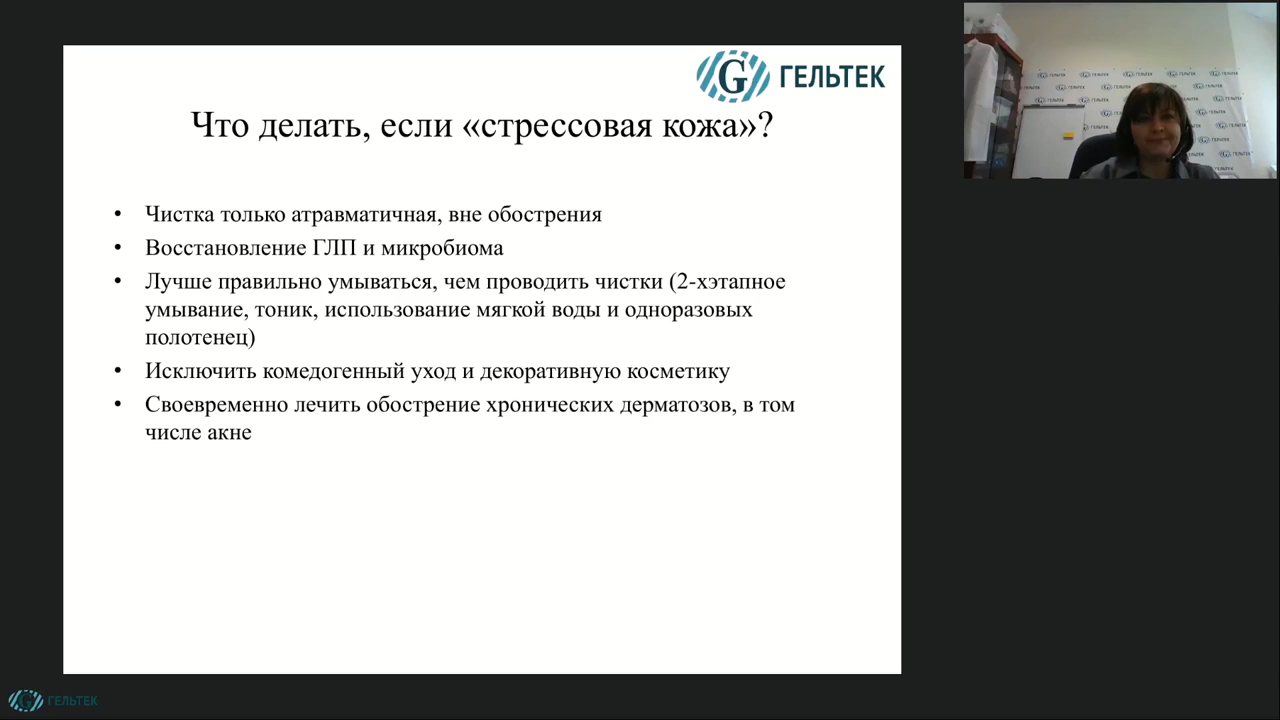 G ГЕЛЬТЕК
Что делать, если «стрессовая кожа»?
• Чистка только атравматичная, вне обострения
• Восстановление ГЛП и микробиома
• Лучше правильно умываться, чем проводить чистки (2-хэтапное
умывание, тоник, использование мягкой воды и одноразовых
полотенец)
• Исключить комедогенный уход и декоративную косметику
• Своевременно лечить обострение хронических дерматозов, в том
числе акне
G ГЕЛЬТЕК